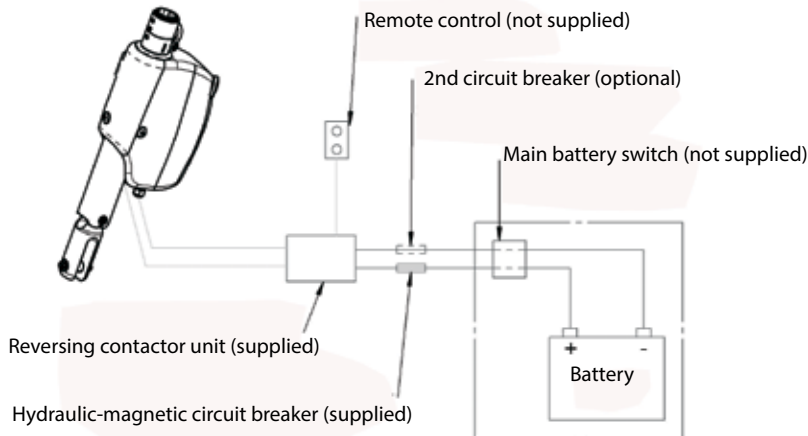 Remote control (not supplied)
2nd circuit breaker (optional)
Main battery switch (not supplied)
Reversing contactor unit (supplied)
+ -
Battery
Hydraulic-magnetic circuit breaker (supplied)